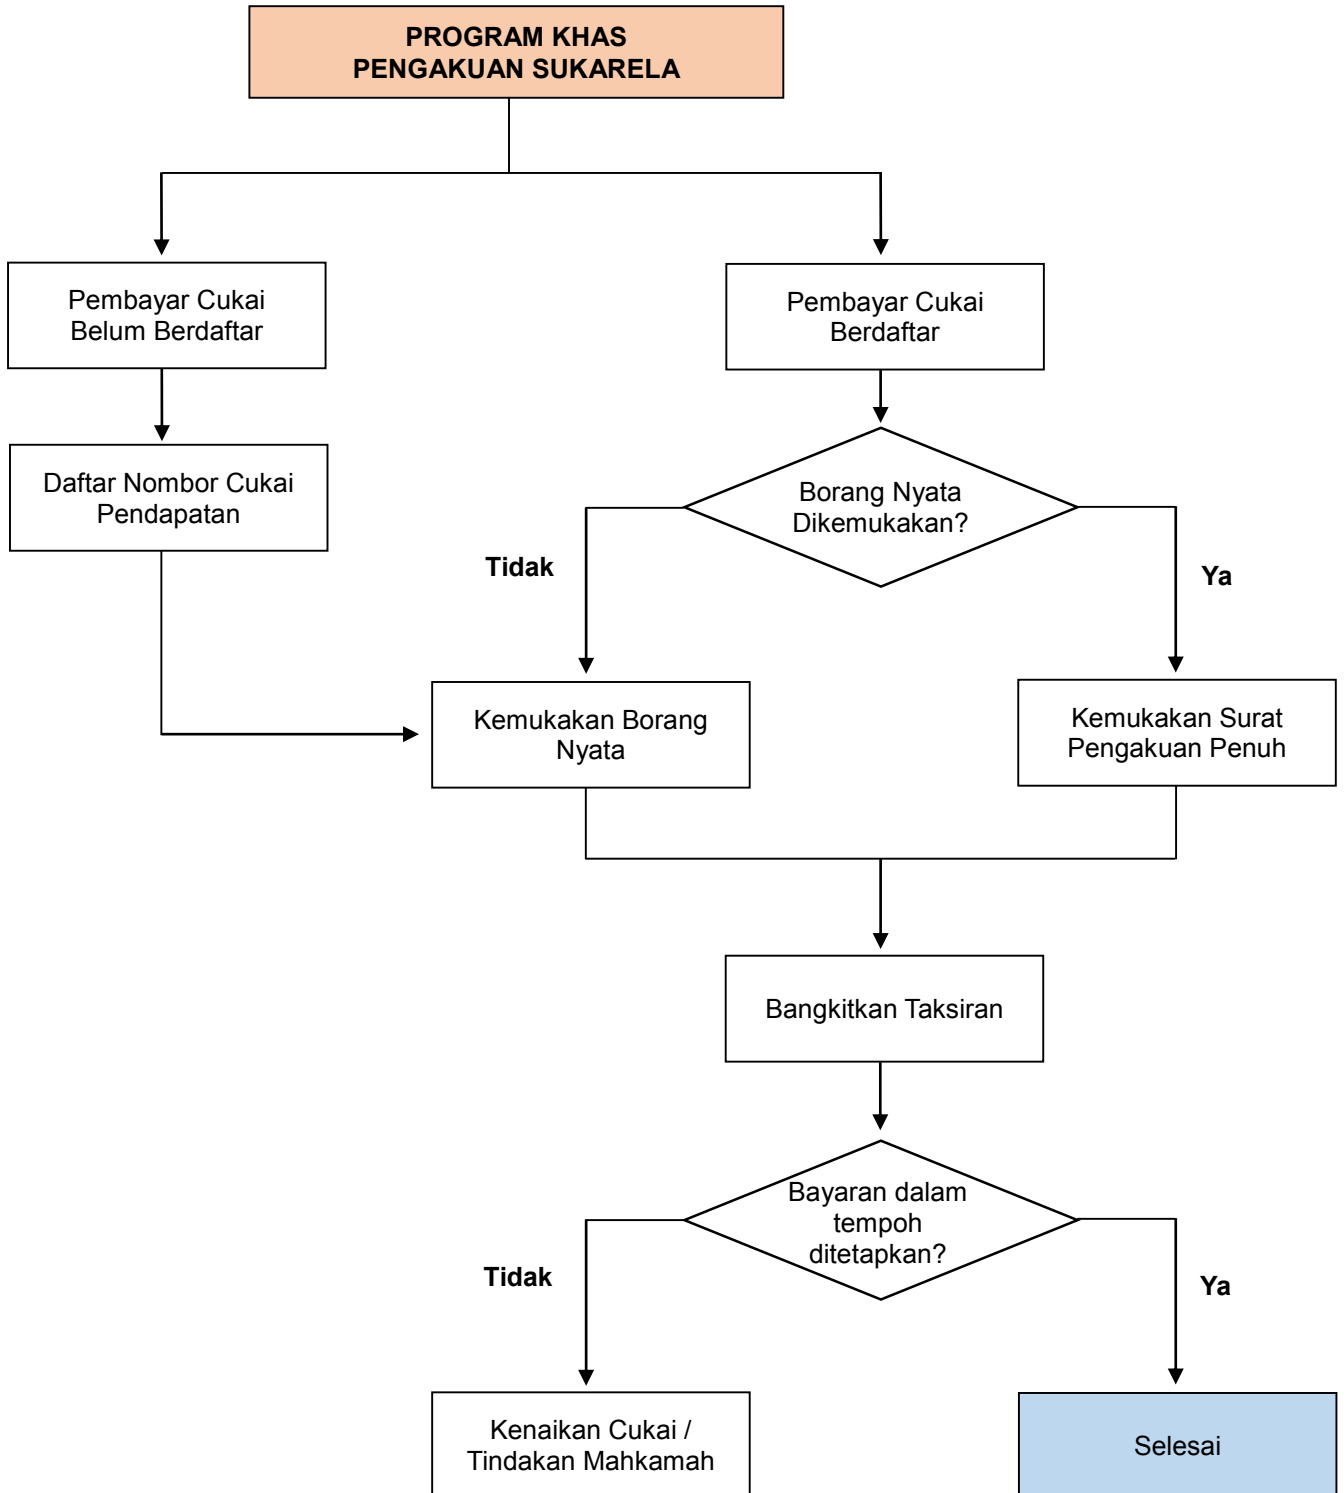 PROGRAM KHAS
PENGAKUAN SUKARELA
Pembayar Cukai
Belum Berdaftar
Pembayar Cukai
Berdaftar
Daftar Nombor Cukai
Pendapatan
Borang Nyata
Dikemukakan?
Tidak
Ya
Kemukakan Borang
Nyata
Kemukakan Surat
Pengakuan Penuh
Bangkitkan Taksiran
Bayaran dalam
tempoh
ditetapkan?
Tidak
Ya
Kenaikan Cukai /
Tindakan Mahkamah
Selesai